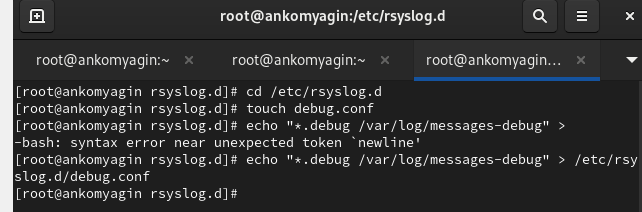 root@ankomyagin:/etc/rsyslog.d
root@ankomyagin:~ root@ankomyagin:~ root@ankomyagin...
[root@ankomyagin rsyslog.d]# cd /etc/rsyslog.d
[root@ankomyagin rsyslog.d]# touch debug.conf
[root@ankomyagin rsyslog.d]# echo "*.debug /var/log/messages-debug" >
-bash: syntax error near unexpected token `newline'
[root@ankomyagin rsyslog.d]# echo "*.debug /var/log/messages-debug" > /etc/rsy
slog.d/debug.conf
[root@ankomyagin rsyslog.d]#